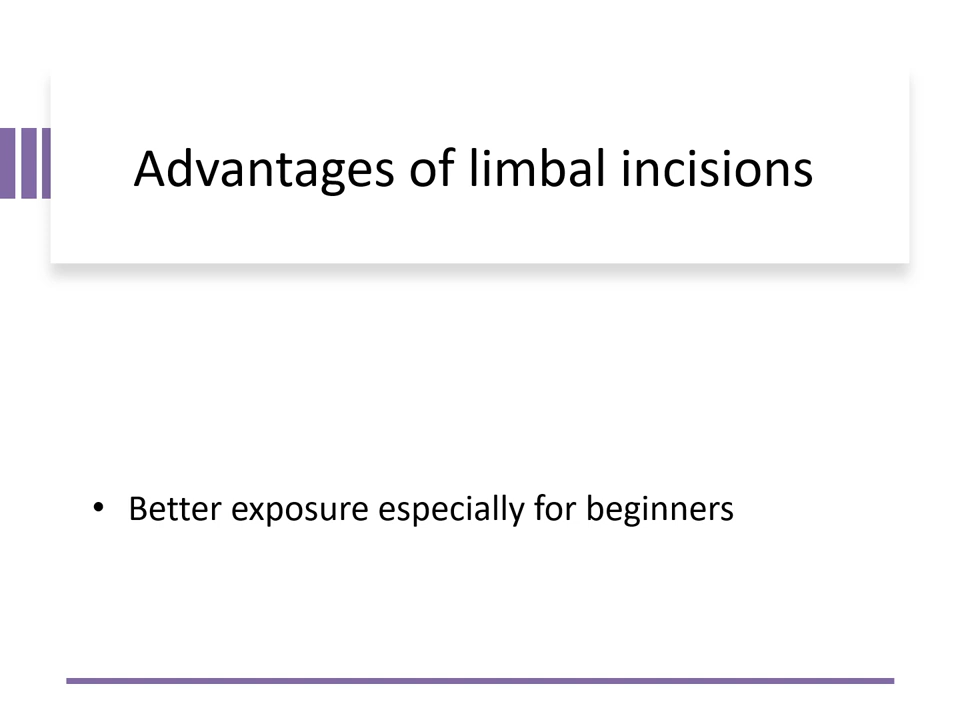 Advantages of limbal incisions
• Better exposure especially for beginners